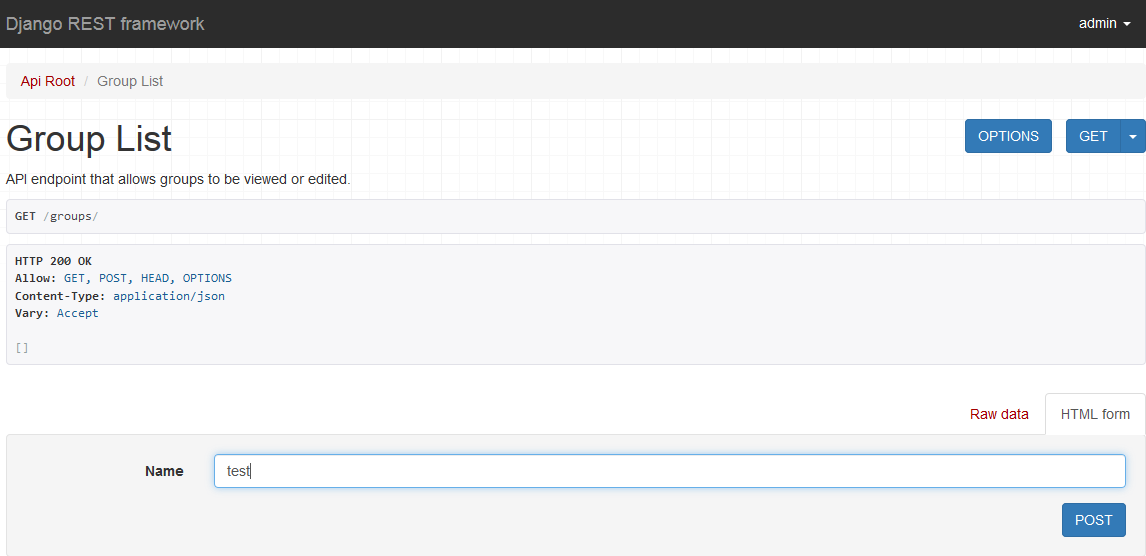 Django REST framework admin
Api Root / Group List
Group List OPTIONS GET
API endpoint that allows groups to be viewed or edited.
GET /groups/
HTTP 200 OK
Allow: GET, POST, HEAD, OPTIONS
Content-Type: application/json
Vary: Accept
[]
Raw data HTML form
Name test
POST